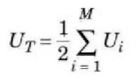 U_T = \frac{1}{2} \sum_{i=1}^{M} U_i